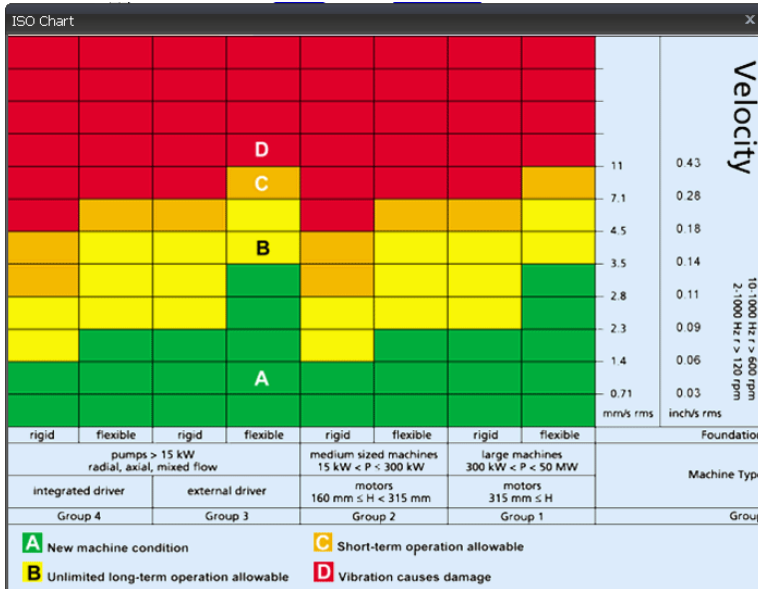 ISO Chart
x
D
C
B
A
11
7.1
4.5
3.5
2.8
2.3
1.4
0.71
mm/s rms
0.43
0.28
0.18
0.14
0.11
0.09
0.06
0.03
inch/s rms
Velocity
10-1000 Hz r > 600 rpm
2-1000 Hz r > 120 rpm
rigid flexible rigid flexible rigid flexible rigid flexible Foundation
pumps > 15 kW
radial, axial, mixed flow
medium sized machines
15 kW < P ≤ 300 kW
large machines
300 kW < P < 50 MW
Machine Type
integrated driver
external driver
motors
160 mm ≤ H < 315 mm
motors
315 mm ≤ H
Group 4 Group 3 Group 2 Group 1 Group
A New machine condition
C Short-term operation allowable
B Unlimited long-term operation allowable
D Vibration causes damage